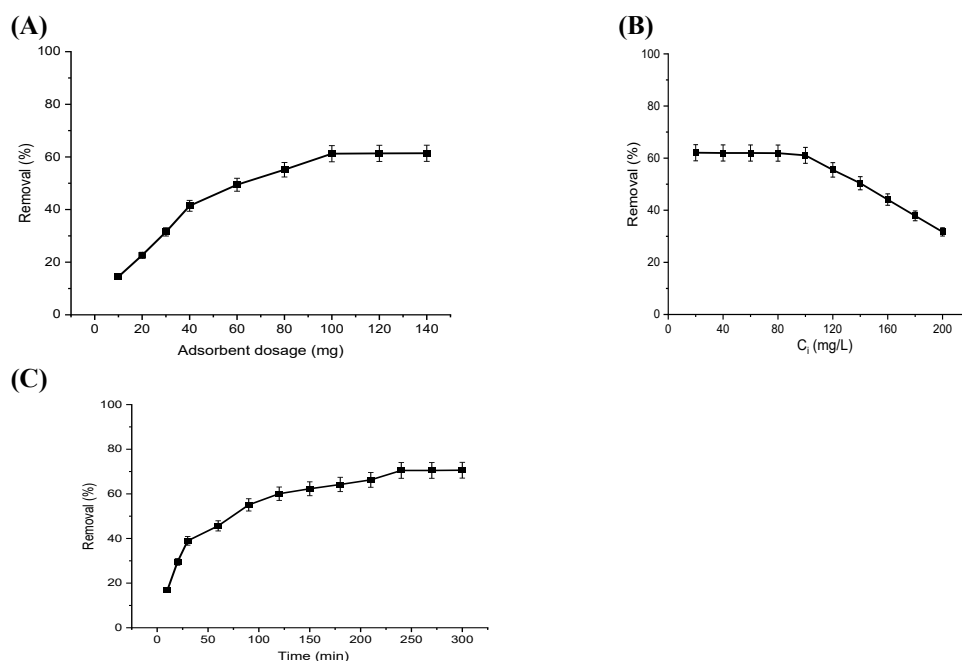 (A)
100
80
60
40
20
0
Removal (%)
0 20 40 60 80 100 120 140
Adsorbent dosage (mg)
(B)
100
80
60
40
20
0
Removal (%)
0 40 80 120 160 200
Cᵢ (mg/L)
(C)
100
80
60
40
20
0
Removal (%)
0 50 100 150 200 250 300
Time (min)